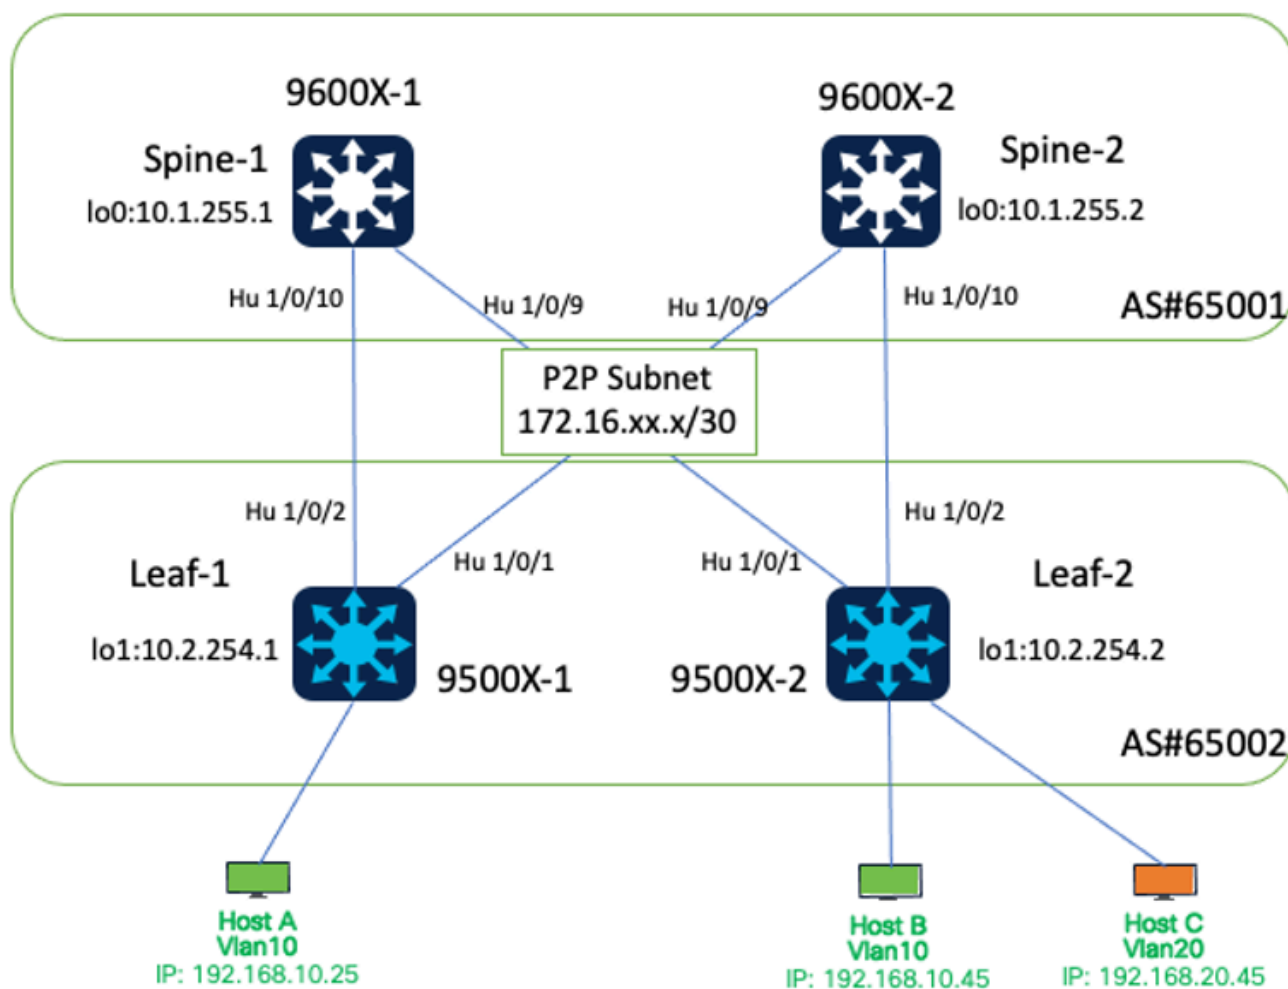 9600X-1
9600X-2
Spine-1
Spine-2
lo0:10.1.255.1
lo0:10.1.255.2
Hu 1/0/10
Hu 1/0/9
Hu 1/0/9
Hu 1/0/10
AS#65001
P2P Subnet
172.16.xx.x/30
Hu 1/0/2
Hu 1/0/2
Hu 1/0/1
Hu 1/0/1
Leaf-1
Leaf-2
lo1:10.2.254.1
lo1:10.2.254.2
9500X-1
9500X-2
AS#65002
Host A
Vlan10
IP: 192.168.10.25
Host B
Vlan10
IP: 192.168.10.45
Host C
Vlan20
IP: 192.168.20.45